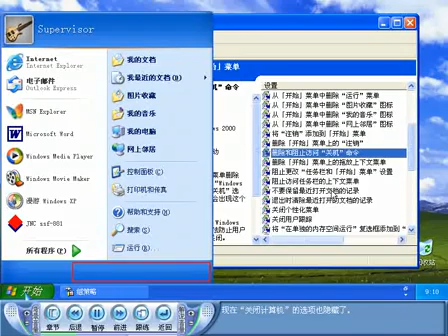 Supervisor
Internet
Internet Explorer
电子邮件
Outlook Express
MSN Explorer
Microsoft Word
Windows Media Player
Windows Messenger
漫游 Windows XP
JNC ssf-881
所有程序(P)
我的文档
我最近的文档(D)
图片收藏
我的音乐
我的电脑
网上邻居
控制面板(C)
打印机和传真
帮助和支持(H)
搜索(S)
运行(R)...
菜单
命令
dows 2000
设置
从「开始」菜单中删除“运行”菜单
从「开始」菜单中删除“图片收藏”图标
从「开始」菜单中删除“我的音乐”图标
从「开始」菜单中删除“网上邻居”图标
将“注销”添加到「开始」菜单
删除「开始」菜单上的“注销”
删除和阻止访问“关机”命令
删除「开始」菜单上的拖放上下文菜单
阻止更改“任务栏和「开始」菜单”设置
阻止访问任务栏的上下文菜单
不要保留最近打开文档的记录
退出时清除最近打开的文档的记录
关闭个性化菜单
关闭用户跟踪
将“在单独的内存空间运行”复选框添加到“
开始
组策略
9:10
章节
后退
暂停
前进
跟练
返回
现在“关闭计算机”的选项也隐藏了。